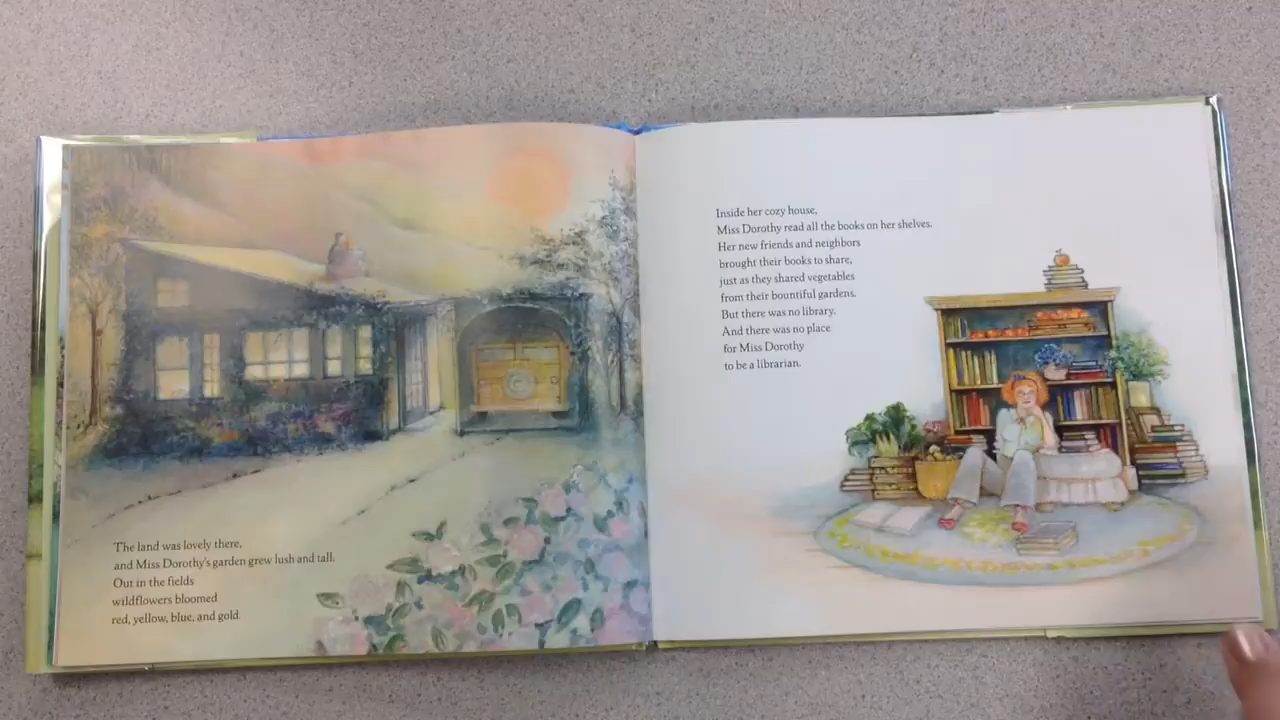 The land was lovely there,
and Miss Dorothy's garden grew lush and tall.
Out in the fields
wildflowers bloomed
red, yellow, blue, and gold.
Inside her cozy house,
Miss Dorothy read all the books on her shelves.
Her new friends and neighbors
brought their books to share,
just as they shared vegetables
from their bountiful gardens.
But there was no library.
And there was no place
for Miss Dorothy
to be a librarian.